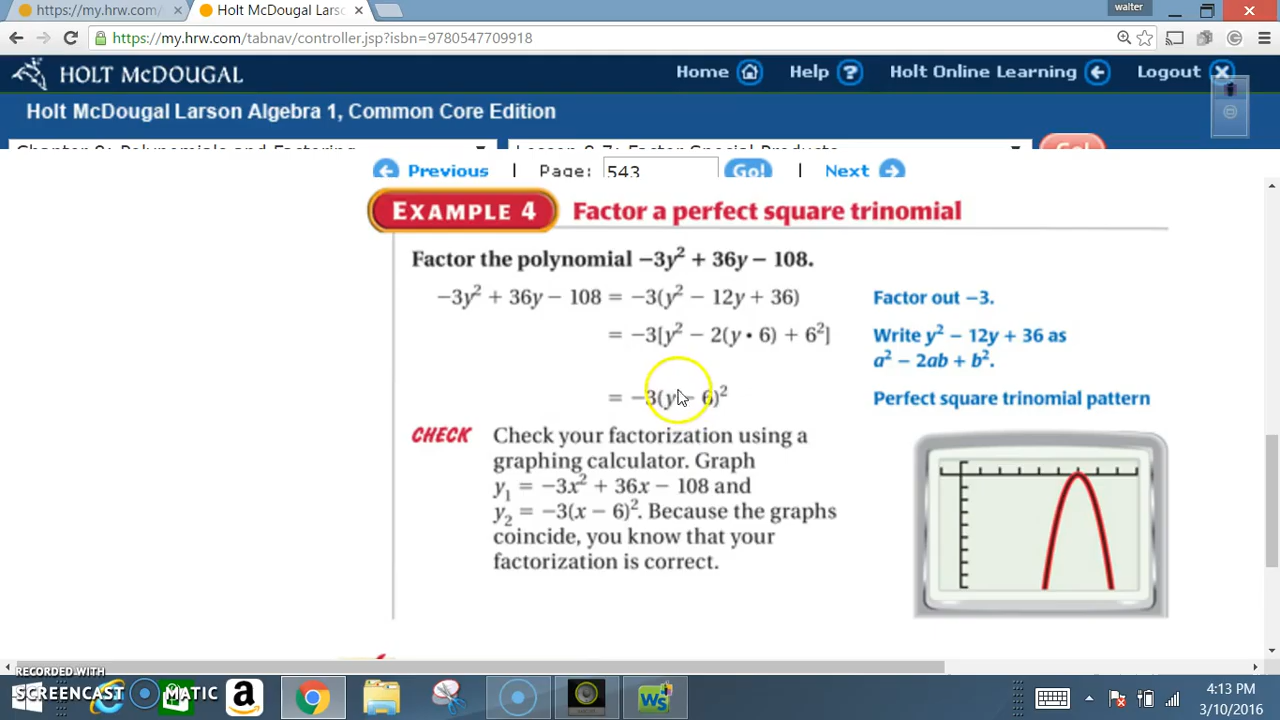 https://my.hrw.com/
Holt McDougal Larso
walter
https://my.hrw.com/tabnav/controller.jsp?isbn=9780547709918
HOLT McDOUGAL
Home
Help
Holt Online Learning
Logout
Holt McDougal Larson Algebra 1, Common Core Edition
Previous | Page: 543 Go! | Next
EXAMPLE 4 Factor a perfect square trinomial
Factor the polynomial −3y² + 36y − 108.
−3y² + 36y − 108 = −3(y² − 12y + 36) Factor out −3.
= −3[y² − 2(y • 6) + 6²] Write y² − 12y + 36 as
a² − 2ab + b².
= −3(y − 6)² Perfect square trinomial pattern
CHECK Check your factorization using a
graphing calculator. Graph
y₁ = −3x² + 36x − 108 and
y₂ = −3(x − 6)². Because the graphs
coincide, you know that your
factorization is correct.
RECORDED WITH
SCREENCAST MATIC
4:13 PM
3/10/2016